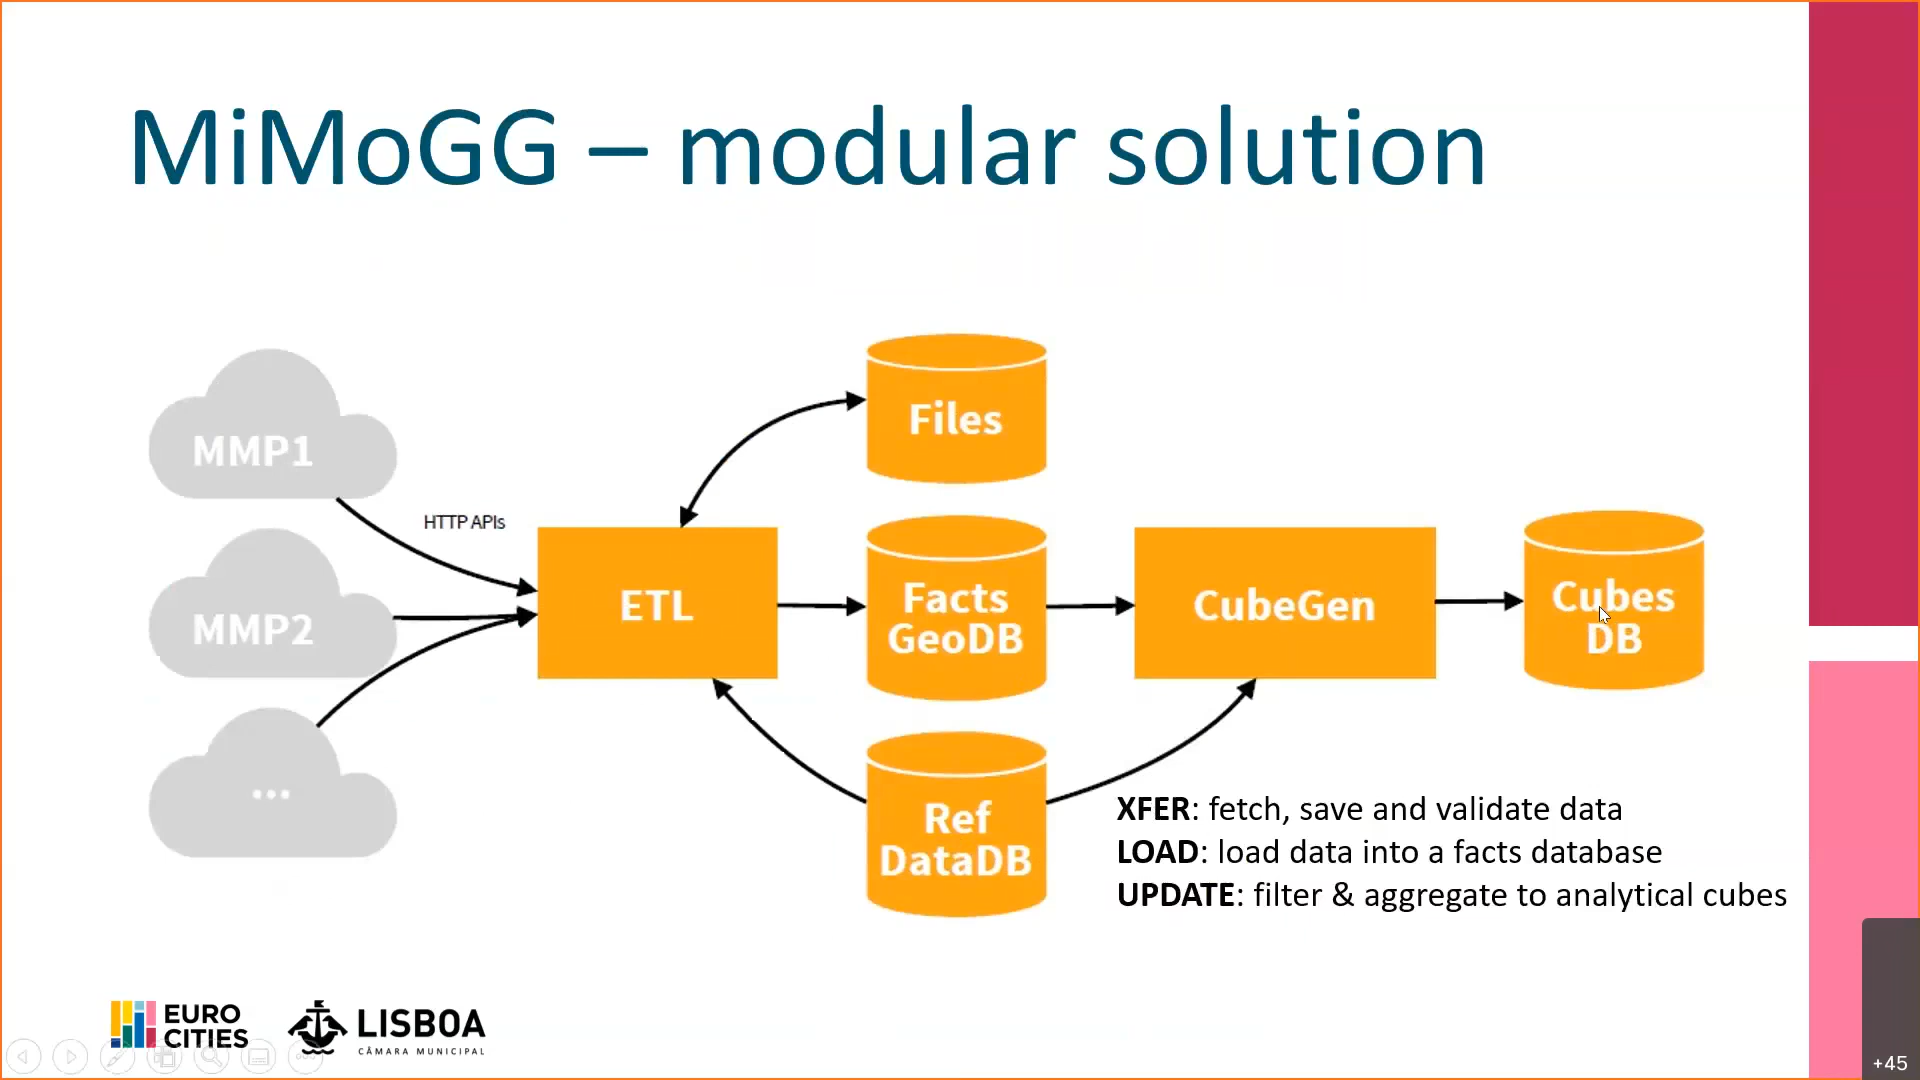 MiMoGG – modular solution
MMP1
HTTP APIs
MMP2
...
ETL
Files
Facts
GeoDB
Ref
DataDB
CubeGen
Cubes
DB
XFER: fetch, save and validate data
LOAD: load data into a facts database
UPDATE: filter & aggregate to analytical cubes
EURO
CITIES
LISBOA
CÂMARA MUNICIPAL
+45